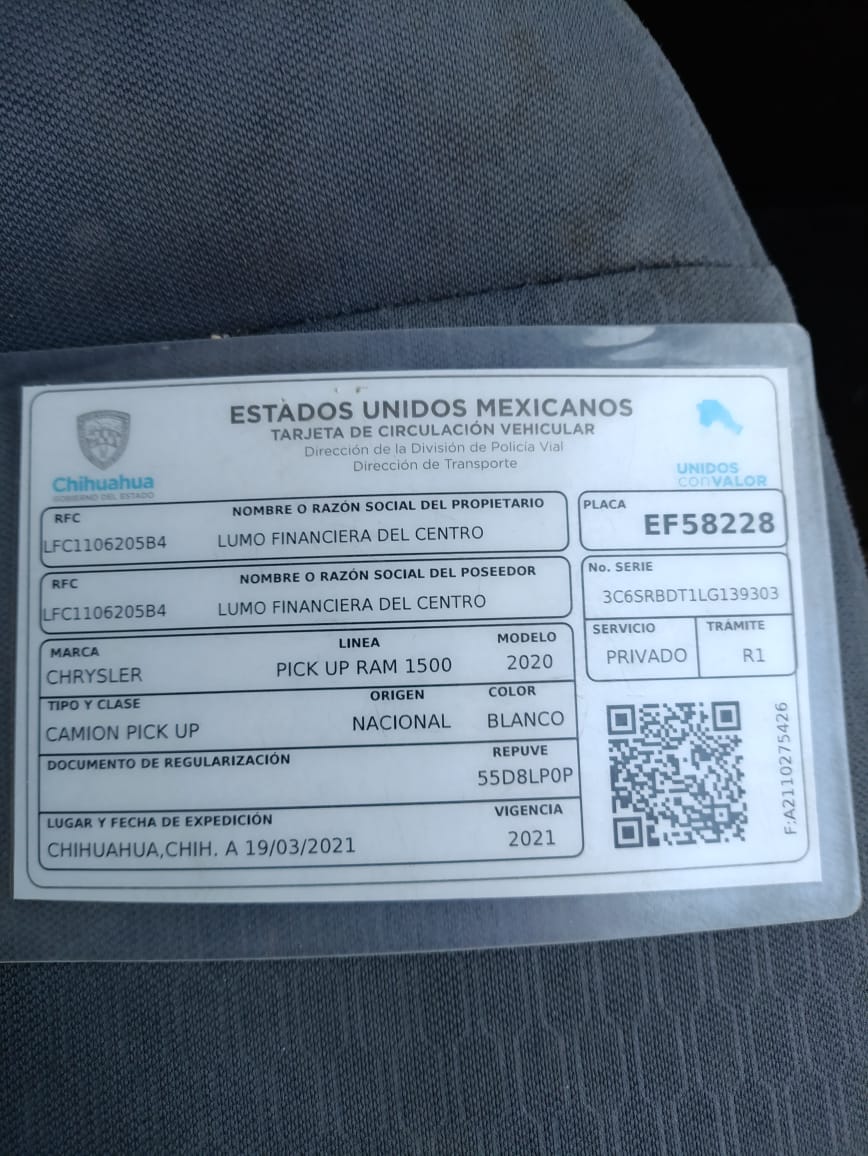 ESTADOS UNIDOS MEXICANOS
TARJETA DE CIRCULACIÓN VEHICULAR
Dirección de la División de Policía Vial
Dirección de Transporte
Chihuahua
GOBIERNO DEL ESTADO
UNIDOS
conVALOR
RFC NOMBRE O RAZÓN SOCIAL DEL PROPIETARIO
LFC1106205B4 LUMO FINANCIERA DEL CENTRO
PLACA
EF58228
RFC NOMBRE O RAZÓN SOCIAL DEL POSEEDOR
LFC1106205B4 LUMO FINANCIERA DEL CENTRO
No. SERIE
3C6SRBDT1LG139303
SERVICIO TRÁMITE
PRIVADO R1
MARCA LINEA MODELO
CHRYSLER PICK UP RAM 1500 2020
TIPO Y CLASE ORIGEN COLOR
CAMION PICK UP NACIONAL BLANCO
DOCUMENTO DE REGULARIZACIÓN REPUVE
55D8LP0P
LUGAR Y FECHA DE EXPEDICIÓN VIGENCIA
CHIHUAHUA,CHIH. A 19/03/2021 2021
F:A2110275426